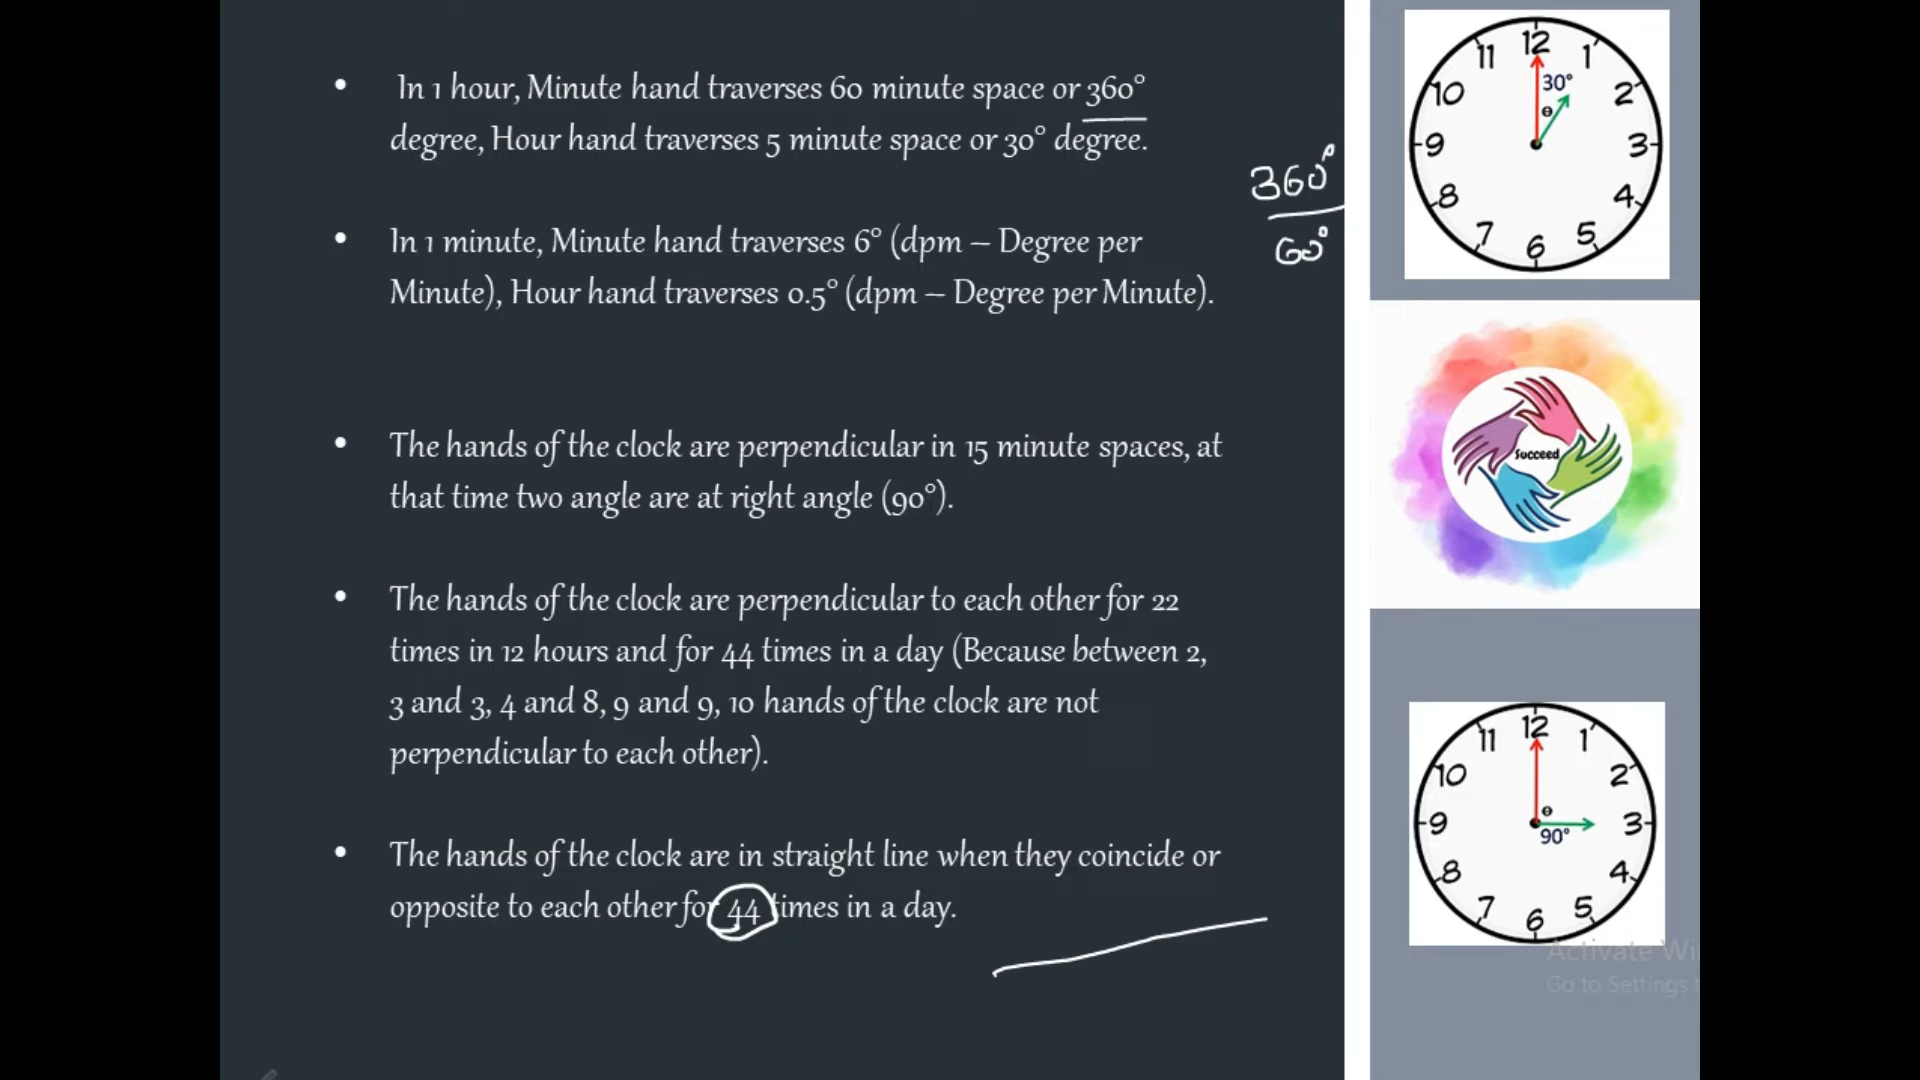 • In 1 hour, Minute hand traverses 60 minute space or 360°
degree, Hour hand traverses 5 minute space or 30° degree.
360°
60°
• In 1 minute, Minute hand traverses 6° (dpm – Degree per
Minute), Hour hand traverses 0.5° (dpm – Degree per Minute).
• The hands of the clock are perpendicular in 15 minute spaces, at
that time two angle are at right angle (90°).
• The hands of the clock are perpendicular to each other for 22
times in 12 hours and for 44 times in a day (Because between 2,
3 and 3, 4 and 8, 9 and 9, 10 hands of the clock are not
perpendicular to each other).
• The hands of the clock are in straight line when they coincide or
opposite to each other for 44 times in a day.
12
11 1
30°
10 2
ө
9 3
8 4
7 5
6
Succeed
12
11 1
10 2
ө
9 3
90°
8 4
7 5
6
Activate Wi
Go to Settings